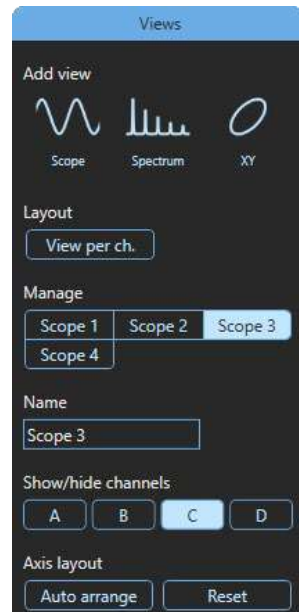 Views
Add view
Scope Spectrum XY
Layout
View per ch.
Manage
Scope 1 Scope 2 Scope 3
Scope 4
Name
Scope 3
Show/hide channels
A B C D
Axis layout
Auto arrange Reset